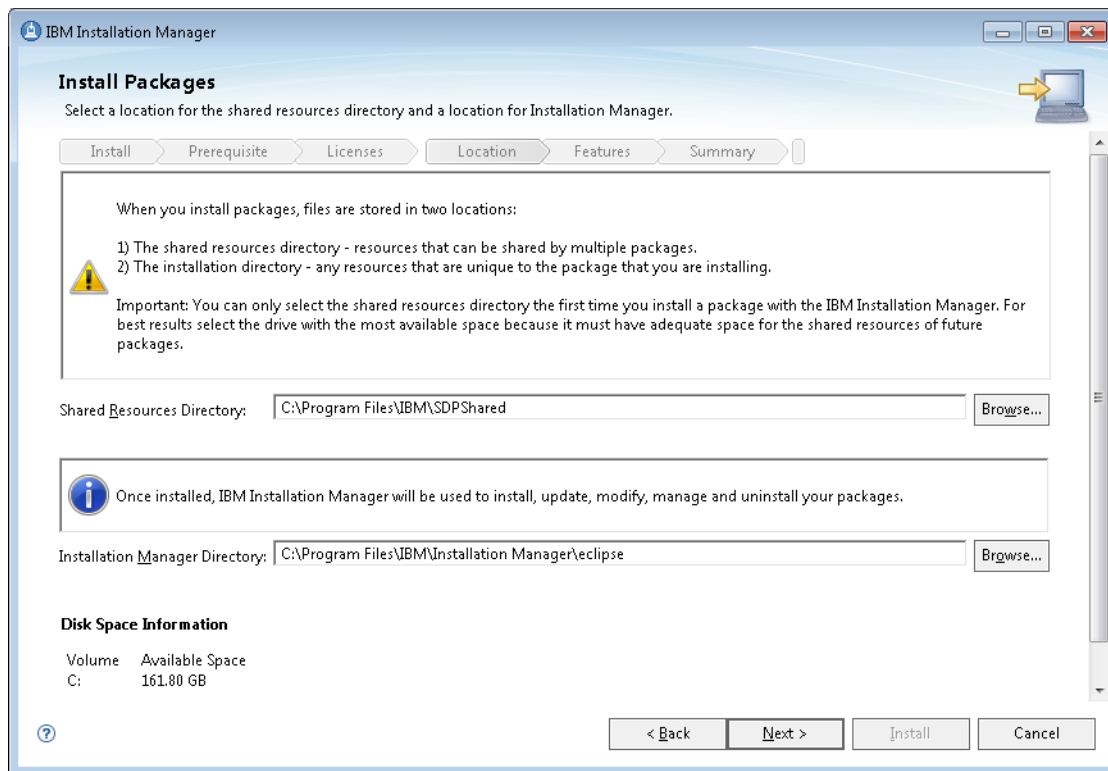 IBM Installation Manager
Install Packages
Select a location for the shared resources directory and a location for Installation Manager.
Install Prerequisite Licenses Location Features Summary
When you install packages, files are stored in two locations:
1) The shared resources directory - resources that can be shared by multiple packages.
2) The installation directory - any resources that are unique to the package that you are installing.
Important: You can only select the shared resources directory the first time you install a package with the IBM Installation Manager. For
best results select the drive with the most available space because it must have adequate space for the shared resources of future
packages.
Shared Resources Directory: C:\Program Files\IBM\SDPShared Browse...
Once installed, IBM Installation Manager will be used to install, update, modify, manage and uninstall your packages.
Installation Manager Directory: C:\Program Files\IBM\Installation Manager\eclipse Browse...
Disk Space Information
Volume Available Space
C: 161.80 GB
? < Back Next > Install Cancel